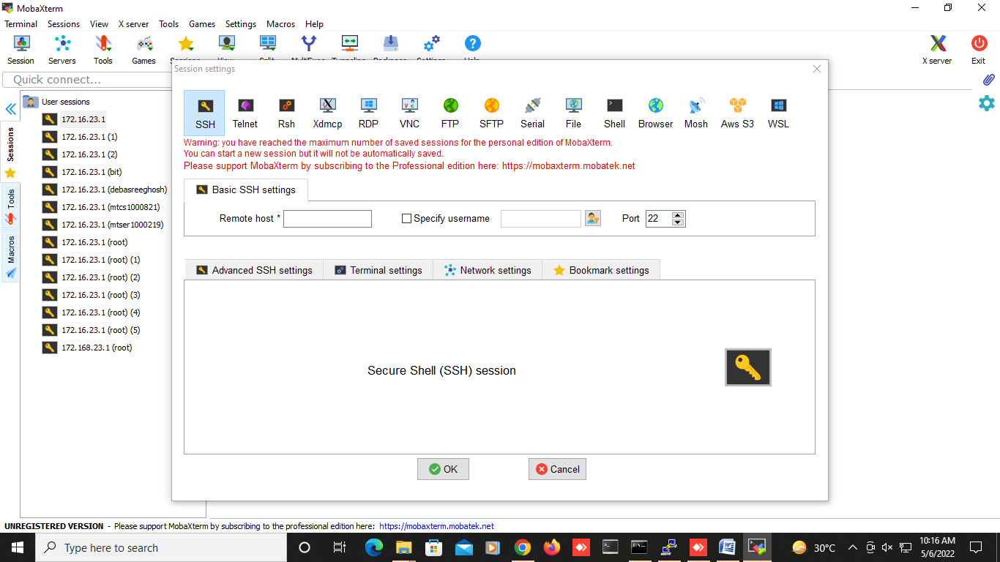 MobaXterm
Terminal Sessions View X server Tools Games Settings Macros Help
Session Servers Tools Games X server Exit
Quick connect...
Session settings
User sessions
172.16.23.1
172.16.23.1 (1)
172.16.23.1 (2)
172.16.23.1 (bit)
172.16.23.1 (debasreeghosh)
172.16.23.1 (mtcs1000821)
172.16.23.1 (mtser1000219)
172.16.23.1 (root)
172.16.23.1 (root) (1)
172.16.23.1 (root) (2)
172.16.23.1 (root) (3)
172.16.23.1 (root) (4)
172.16.23.1 (root) (5)
172.168.23.1 (root)
Sessions
Tools
Macros
SSH Telnet Rsh Xdmcp RDP VNC FTP SFTP Serial File Shell Browser Mosh Aws S3 WSL
Warning: you have reached the maximum number of saved sessions for the personal edition of MobaXterm.
You can start a new session but it will not be automatically saved.
Please support MobaXterm by subscribing to the Professional edition here: https://mobaxterm.mobatek.net
Basic SSH settings
Remote host * Specify username Port 22
Advanced SSH settings Terminal settings Network settings Bookmark settings
Secure Shell (SSH) session
OK Cancel
UNREGISTERED VERSION - Please support MobaXterm by subscribing to the professional edition here: https://mobaxterm.mobatek.net
Type here to search
30°C
10:16 AM
5/6/2022